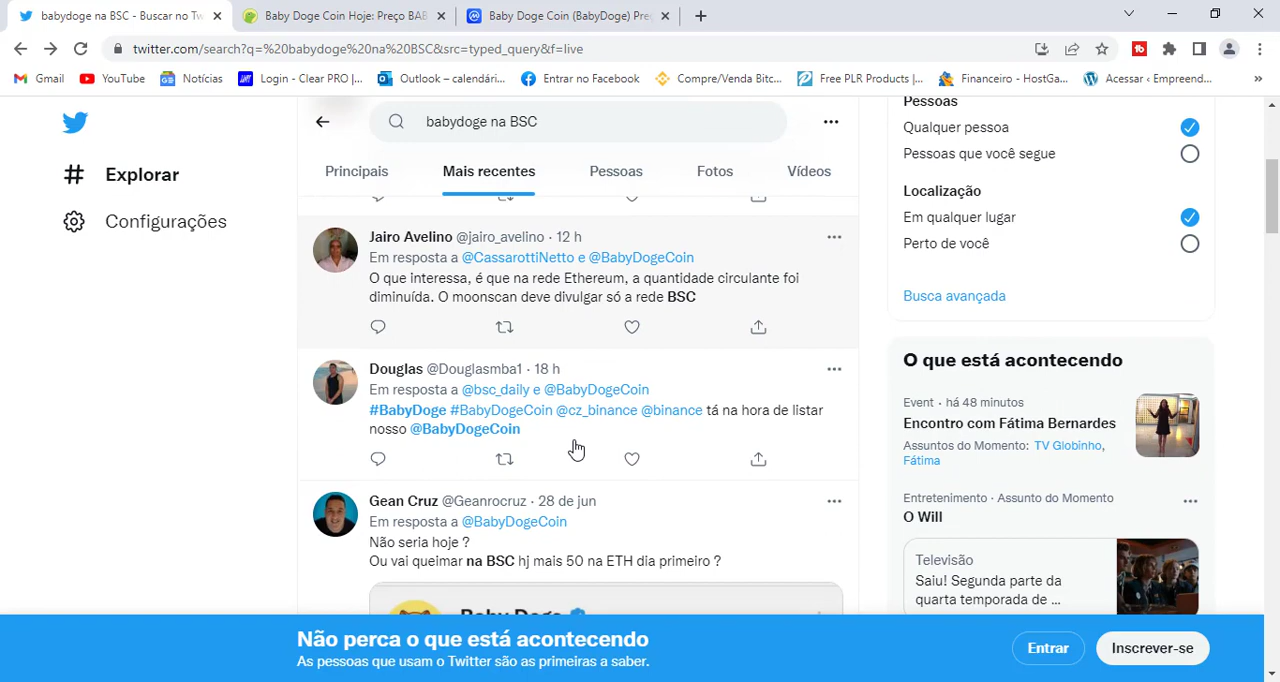 babydoge na BSC - Buscar no Tw
Baby Doge Coin Hoje: Preço BAB
Baby Doge Coin (BabyDoge) Pre
twitter.com/search?q=%20babydoge%20na%20BSC&src=typed_query&f=live
Gmail
YouTube
Notícias
Login - Clear PRO |...
Outlook – calendári...
Entrar no Facebook
Compre/Venda Bitc...
Free PLR Products |...
Financeiro - HostGa...
Acessar ‹ Empreend...
»
Explorar
Configurações
babydoge na BSC
Principais
Mais recentes
Pessoas
Fotos
Vídeos
Jairo Avelino @jairo_avelino · 12 h
Em resposta a @CassarottiNetto e @BabyDogeCoin
O que interessa, é que na rede Ethereum, a quantidade circulante foi
diminuída. O moonscan deve divulgar só a rede BSC
Douglas @Douglasmba1 · 18 h
Em resposta a @bsc_daily e @BabyDogeCoin
#BabyDoge #BabyDogeCoin @cz_binance @binance tá na hora de listar
nosso @BabyDogeCoin
Gean Cruz @Geanrocruz · 28 de jun
Em resposta a @BabyDogeCoin
Não seria hoje ?
Ou vai queimar na BSC hj mais 50 na ETH dia primeiro ?
Baby Doge
Pessoas
Qualquer pessoa
Pessoas que você segue
Localização
Em qualquer lugar
Perto de você
Busca avançada
O que está acontecendo
Event · há 48 minutos
Encontro com Fátima Bernardes
Assuntos do Momento: TV Globinho,
Fátima
Entretenimento · Assunto do Momento
O Will
Televisão
Saiu! Segunda parte da
quarta temporada de ...
Não perca o que está acontecendo
As pessoas que usam o Twitter são as primeiras a saber.
Entrar
Inscrever-se